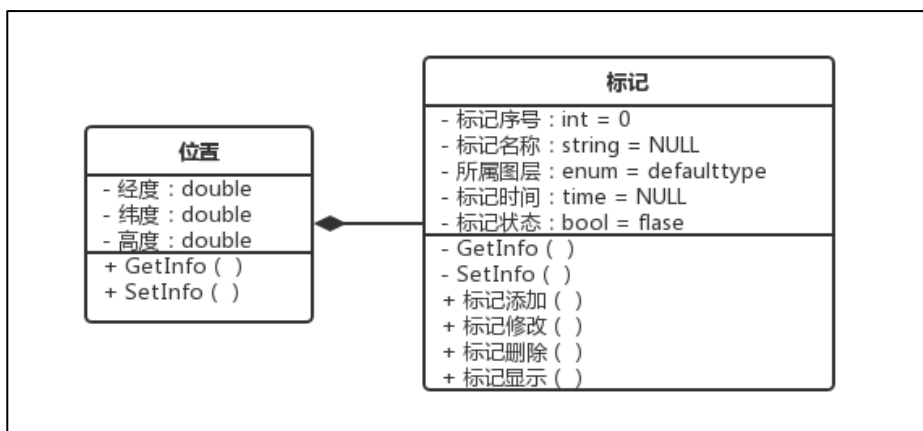 位置
- 经度：double
- 纬度：double
- 高度：double
+ GetInfo ( )
+ SetInfo ( )
标记
- 标记序号：int = 0
- 标记名称：string = NULL
- 所属图层：enum = defaulttype
- 标记时间：time = NULL
- 标记状态：bool = flase
- GetInfo ( )
- SetInfo ( )
+ 标记添加 ( )
+ 标记修改 ( )
+ 标记删除 ( )
+ 标记显示 ( )